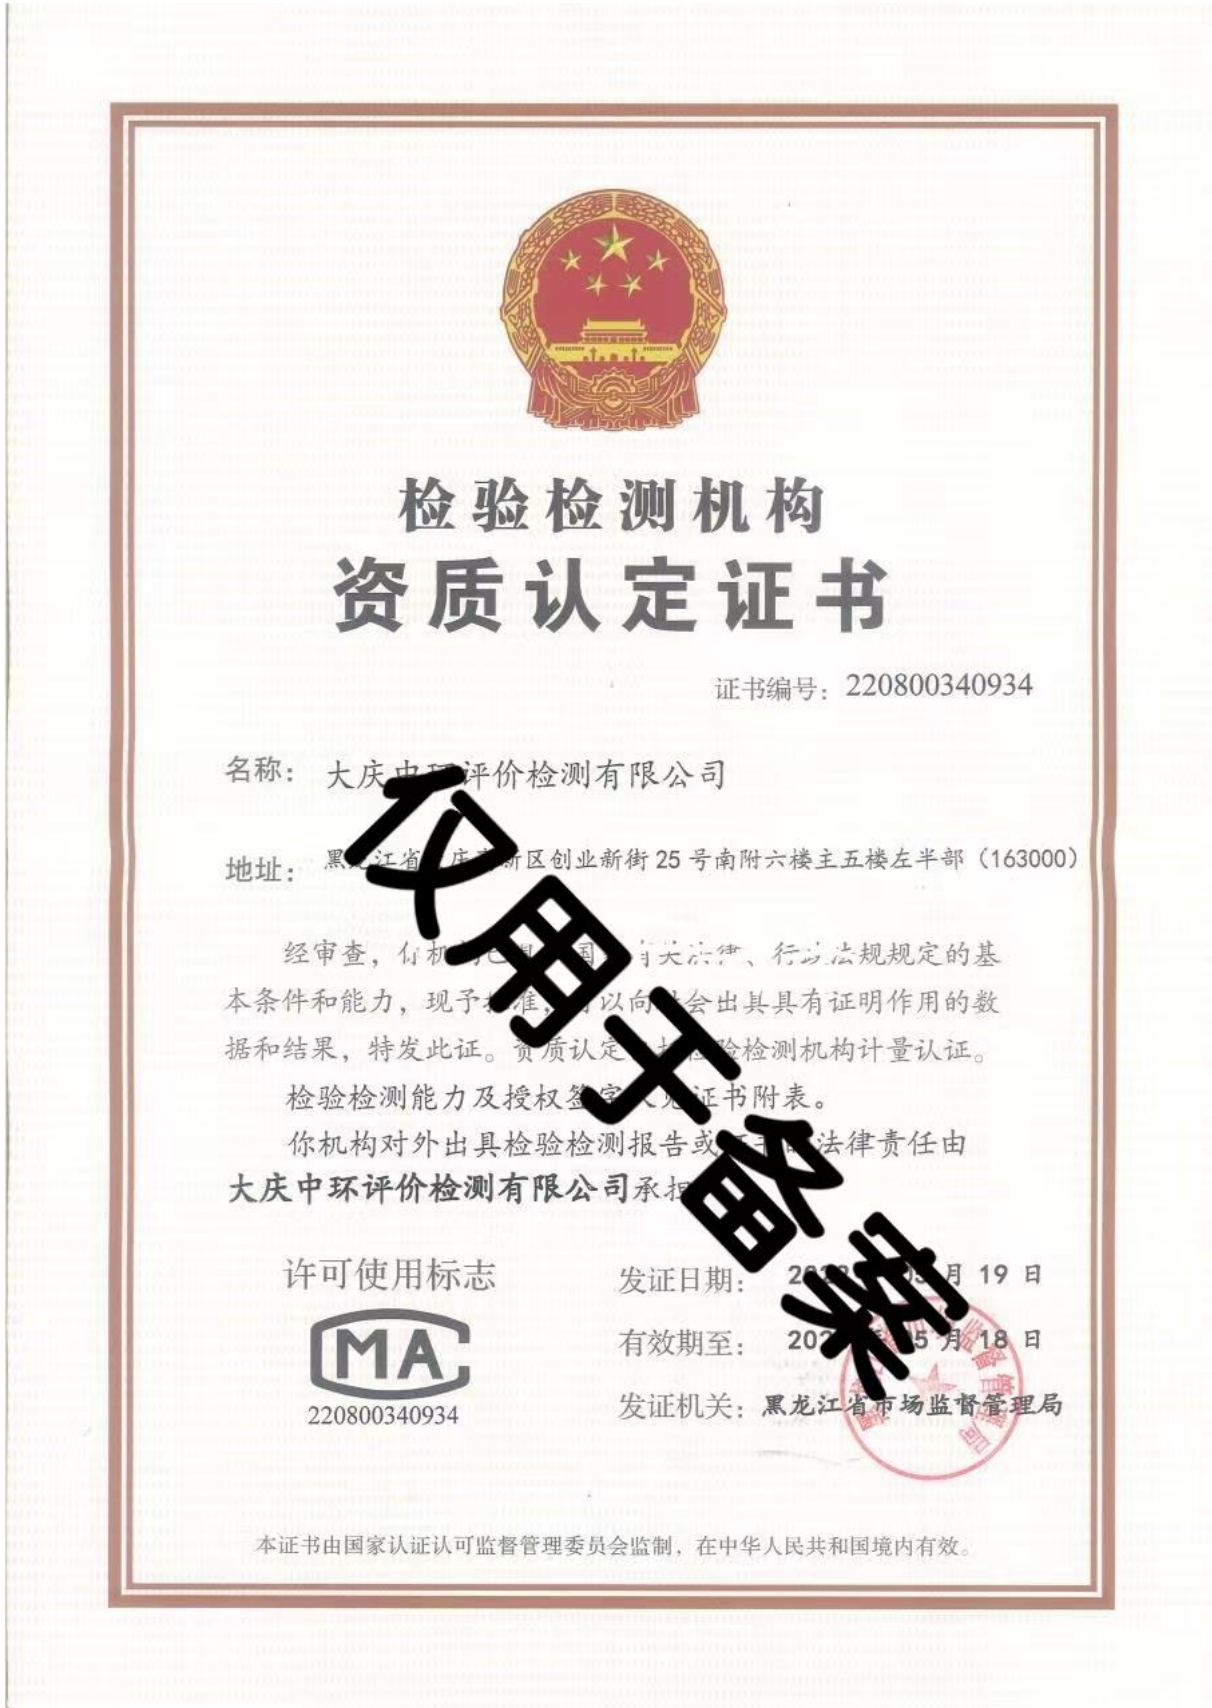 检验检测机构
资质认定证书
证书编号：220800340934
名称：大庆中环评价检测有限公司
地址：黑龙江省 庆高新区创业新街25号南附六楼主五楼左半部（163000）
经审查，你机 已 国 有关法律、行政法规规定的基
本条件和能力，现予 准， 以向 会出具具有证明作用的数
据和结果，特发此证。资质认定 检验检测机构计量认证。
检验检测能力及授权签字人见证书附表。
你机构对外出具检验检测报告或 法律责任由
大庆中环评价检测有限公司承担
仅用于备案
许可使用标志
MA
220800340934
发证日期： 月19日
有效期至：202 5月18日
发证机关：黑龙江省市场监督管理局
本证书由国家认证认可监督管理委员会监制，在中华人民共和国境内有效。